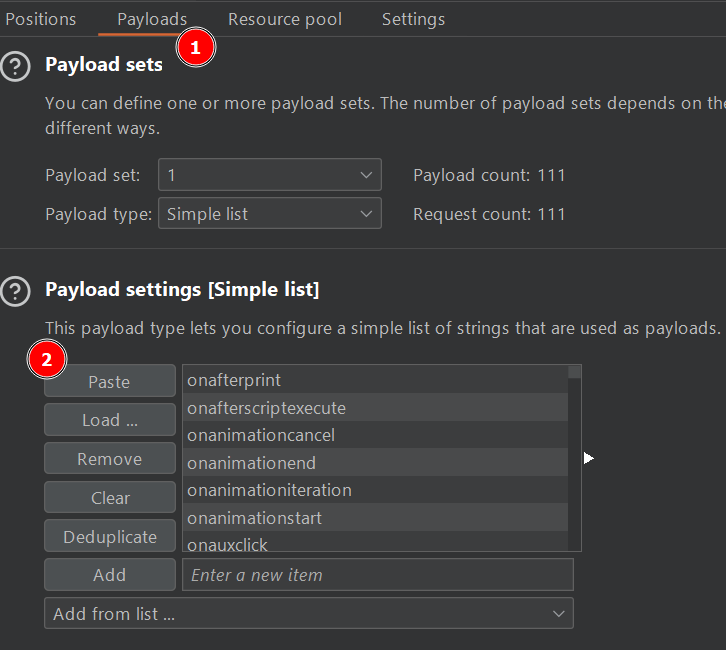 Positions Payloads Resource pool Settings
1
? Payload sets
You can define one or more payload sets. The number of payload sets depends on the
different ways.
Payload set: 1 Payload count: 111
Payload type: Simple list Request count: 111
? Payload settings [Simple list]
This payload type lets you configure a simple list of strings that are used as payloads.
2
Paste
Load ...
Remove
Clear
Deduplicate
onafterprint
onafterscriptexecute
onanimationcancel
onanimationend
onanimationiteration
onanimationstart
onauxclick
Add Enter a new item
Add from list ...